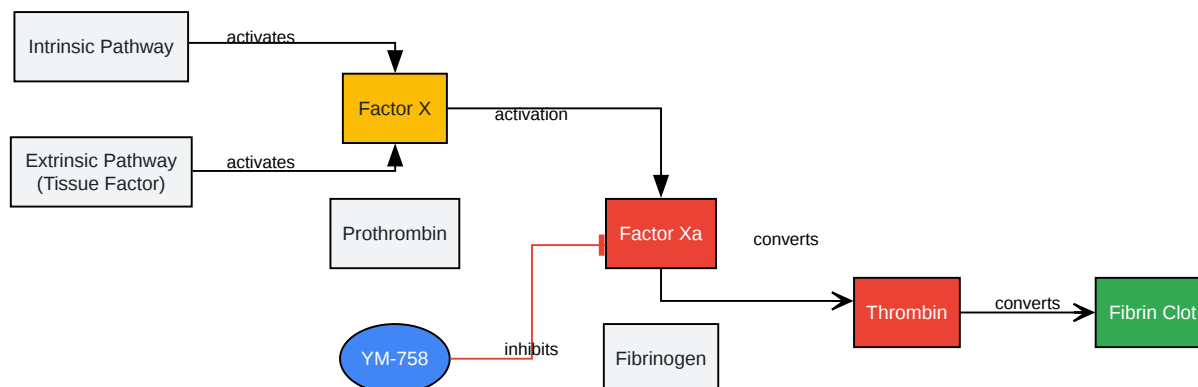 Intrinsic Pathway
activates
Factor X
activation
Extrinsic Pathway
(Tissue Factor)
activates
Prothrombin
Factor Xa
converts
Thrombin
converts
Fibrin Clot
YM-758
inhibits
Fibrinogen